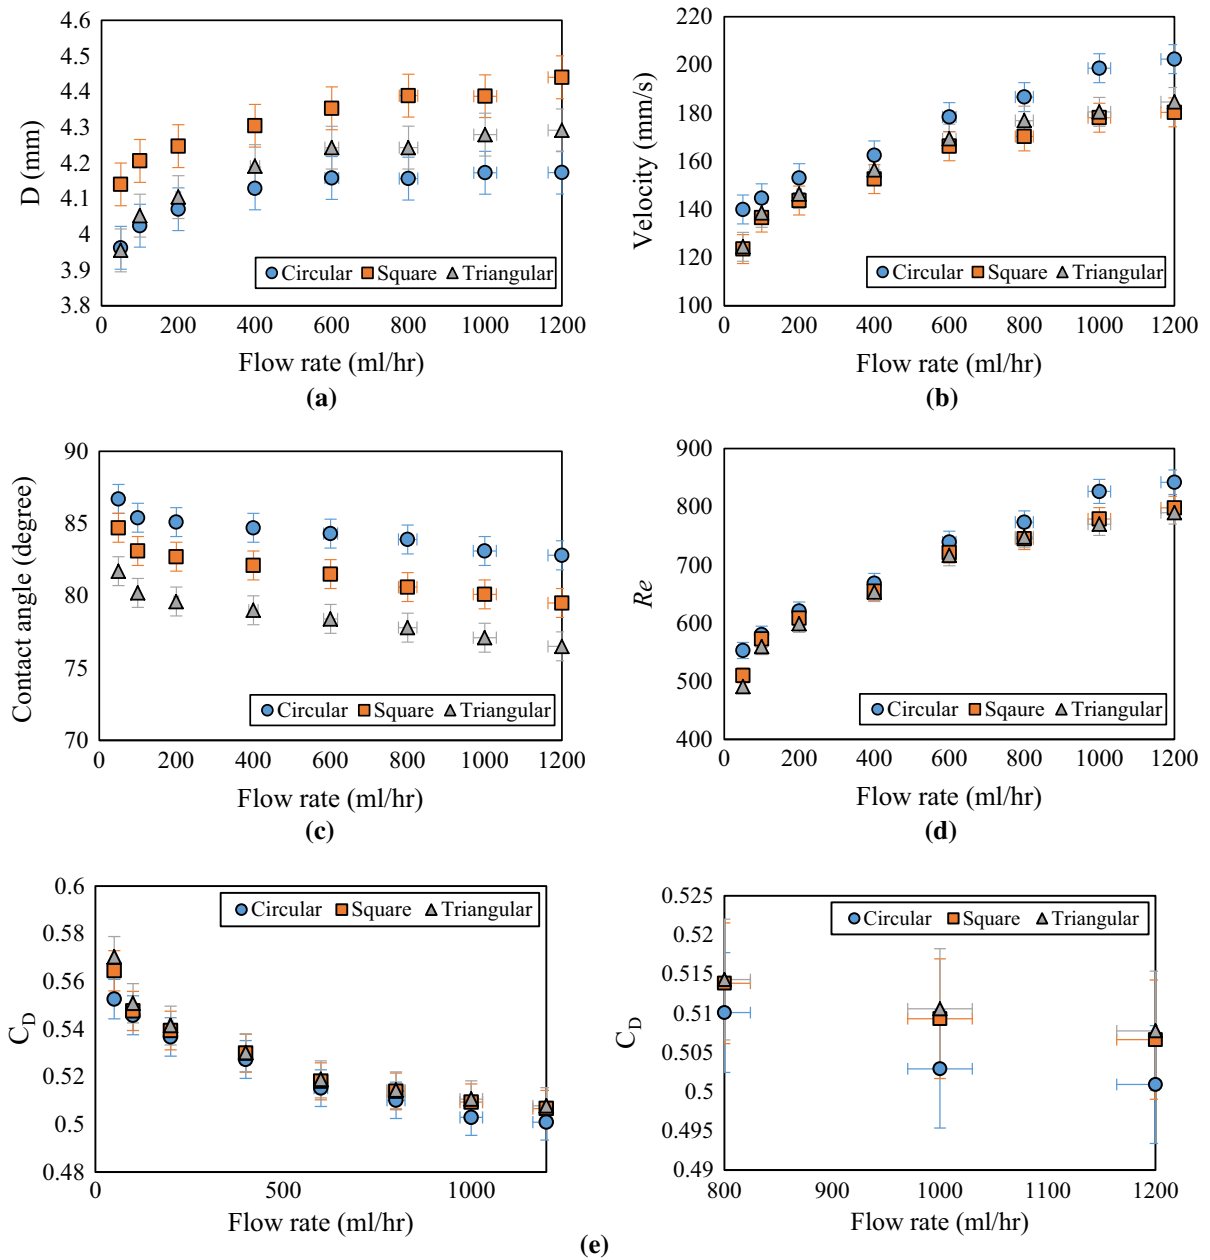 4.6
4.5
4.4
4.3
4.2
4.1
4
3.9
3.8
D (mm)
Circular Square Triangular
0 200 400 600 800 1000 1200
Flow rate (ml/hr)
(a)
220
200
180
160
140
120
100
Velocity (mm/s)
Circular Square Triangular
0 200 400 600 800 1000 1200
Flow rate (ml/hr)
(b)
90
85
80
75
70
Contact angle (degree)
Circular Square Triangular
0 200 400 600 800 1000 1200
Flow rate (ml/hr)
(c)
900
800
700
600
500
400
Re
Circular Sqaure Triangular
0 200 400 600 800 1000 1200
Flow rate (ml/hr)
(d)
0.6
0.58
0.56
0.54
0.52
0.5
0.48
C_D
Circular Square Triangular
0 500 1000
Flow rate (ml/hr)
0.525
0.52
0.515
0.51
0.505
0.5
0.495
0.49
C_D
Circular Square Triangular
800 900 1000 1100 1200
Flow rate (ml/hr)
(e)